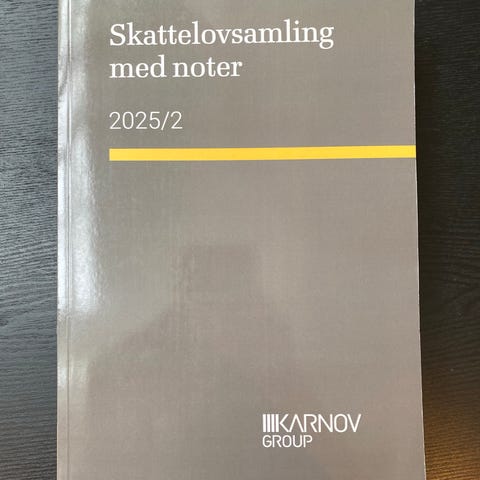 Skattelovsamling
med noter
2025/2
KARNOV
GROUP